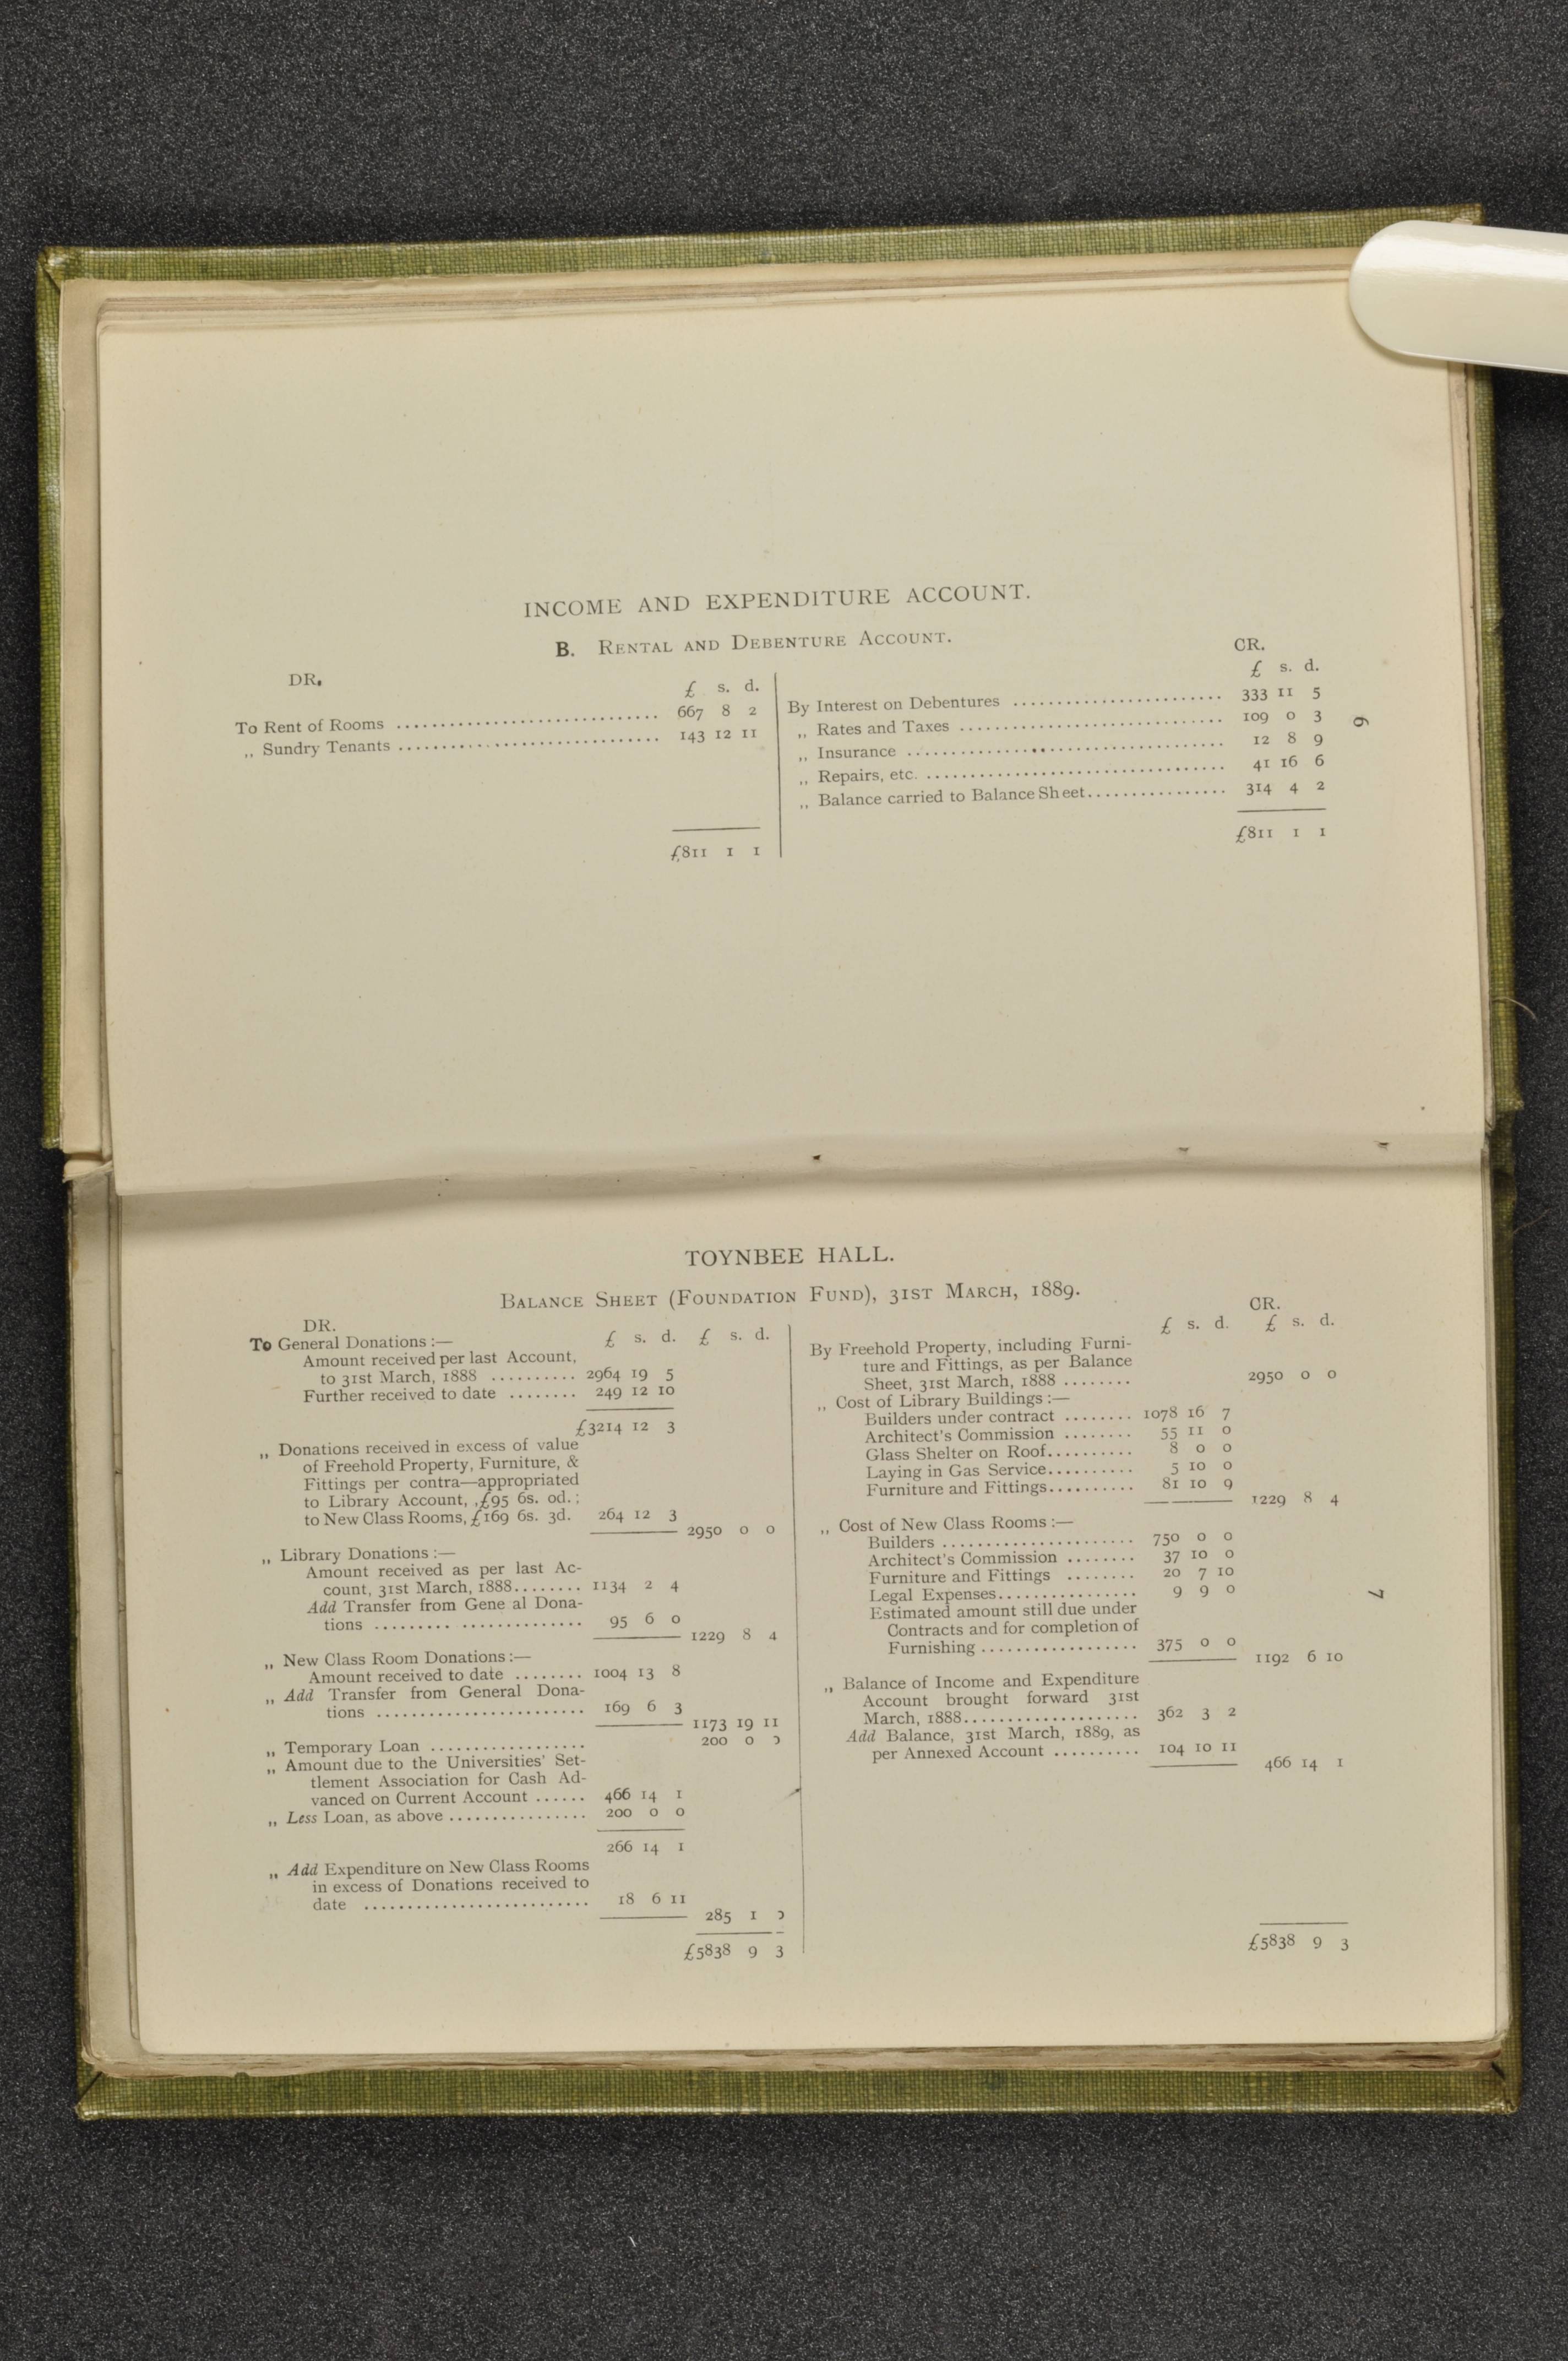 INCOME AND EXPENDITURE ACCOUNT.
B. RENTAL AND DEBENTURE ACCOUNT.
DR.
£ s. d.
To Rent of Rooms .............................. 667 8 2
„ Sundry Tenants .............................. 143 12 11
£811 1 1
CR.
£ s. d.
By Interest on Debentures ........................ 333 11 5
„ Rates and Taxes .............................. 109 0 3
„ Insurance .................................... 12 8 9
„ Repairs, etc. .................................. 41 16 6
„ Balance carried to Balance Sheet................ 314 4 2
£811 1 1
6
TOYNBEE HALL.
BALANCE SHEET (FOUNDATION FUND), 31ST MARCH, 1889.
DR.
£ s. d. £ s. d.
To General Donations :—
Amount received per last Account,
to 31st March, 1888 .......... 2964 19 5
Further received to date ........ 249 12 10
£3214 12 3
„ Donations received in excess of value
of Freehold Property, Furniture, &
Fittings per contra—appropriated
to Library Account, £95 6s. 0d.;
to New Class Rooms, £169 6s. 3d. 264 12 3
2950 0 0
„ Library Donations :—
Amount received as per last Ac-
count, 31st March, 1888........ 1134 2 4
Add Transfer from Gene al Dona-
tions ......... .............. 95 6 0
1229 8 4
„ New Class Room Donations :—
Amount received to date ........ 1004 13 8
„ Add Transfer from General Dona-
tions ........................ 169 6 3
1173 19 11
„ Temporary Loan .................. 200 0 0
„ Amount due to the Universities' Set-
tlement Association for Cash Ad-
vanced on Current Account ...... 466 14 1
„ Less Loan, as above ................ 200 0 0
266 14 1
„ Add Expenditure on New Class Rooms
in excess of Donations received to
date .......................... 18 6 11
285 1 0
£5838 9 3
CR.
£ s. d. £ s. d.
By Freehold Property, including Furni-
ture and Fittings, as per Balance
Sheet, 31st March, 1888 ........ 2950 0 0
„ Cost of Library Buildings :—
Builders under contract ........ 1078 16 7
Architect's Commission ........ 55 11 0
Glass Shelter on Roof.......... 8 0 0
Laying in Gas Service.......... 5 10 0
Furniture and Fittings.......... 81 10 9
1229 8 4
„ Cost of New Class Rooms :—
Builders ...................... 750 0 0
Architect's Commission ........ 37 10 0
Furniture and Fittings ........ 20 7 10
Legal Expenses................ 9 9 0
Estimated amount still due under
Contracts and for completion of
Furnishing .................. 375 0 0
1192 6 10
„ Balance of Income and Expenditure
Account brought forward 31st
March, 1888.................... 362 3 2
Add Balance, 31st March, 1889, as
per Annexed Account .......... 104 10 11
466 14 1
£5838 9 3
7